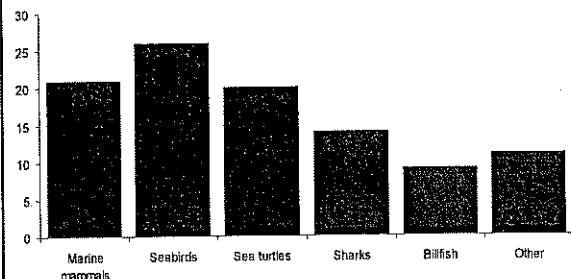 30
25
20
15
10
5
0
Marine mammals
Seabirds
Sea turtles
Sharks
Billfish
Other